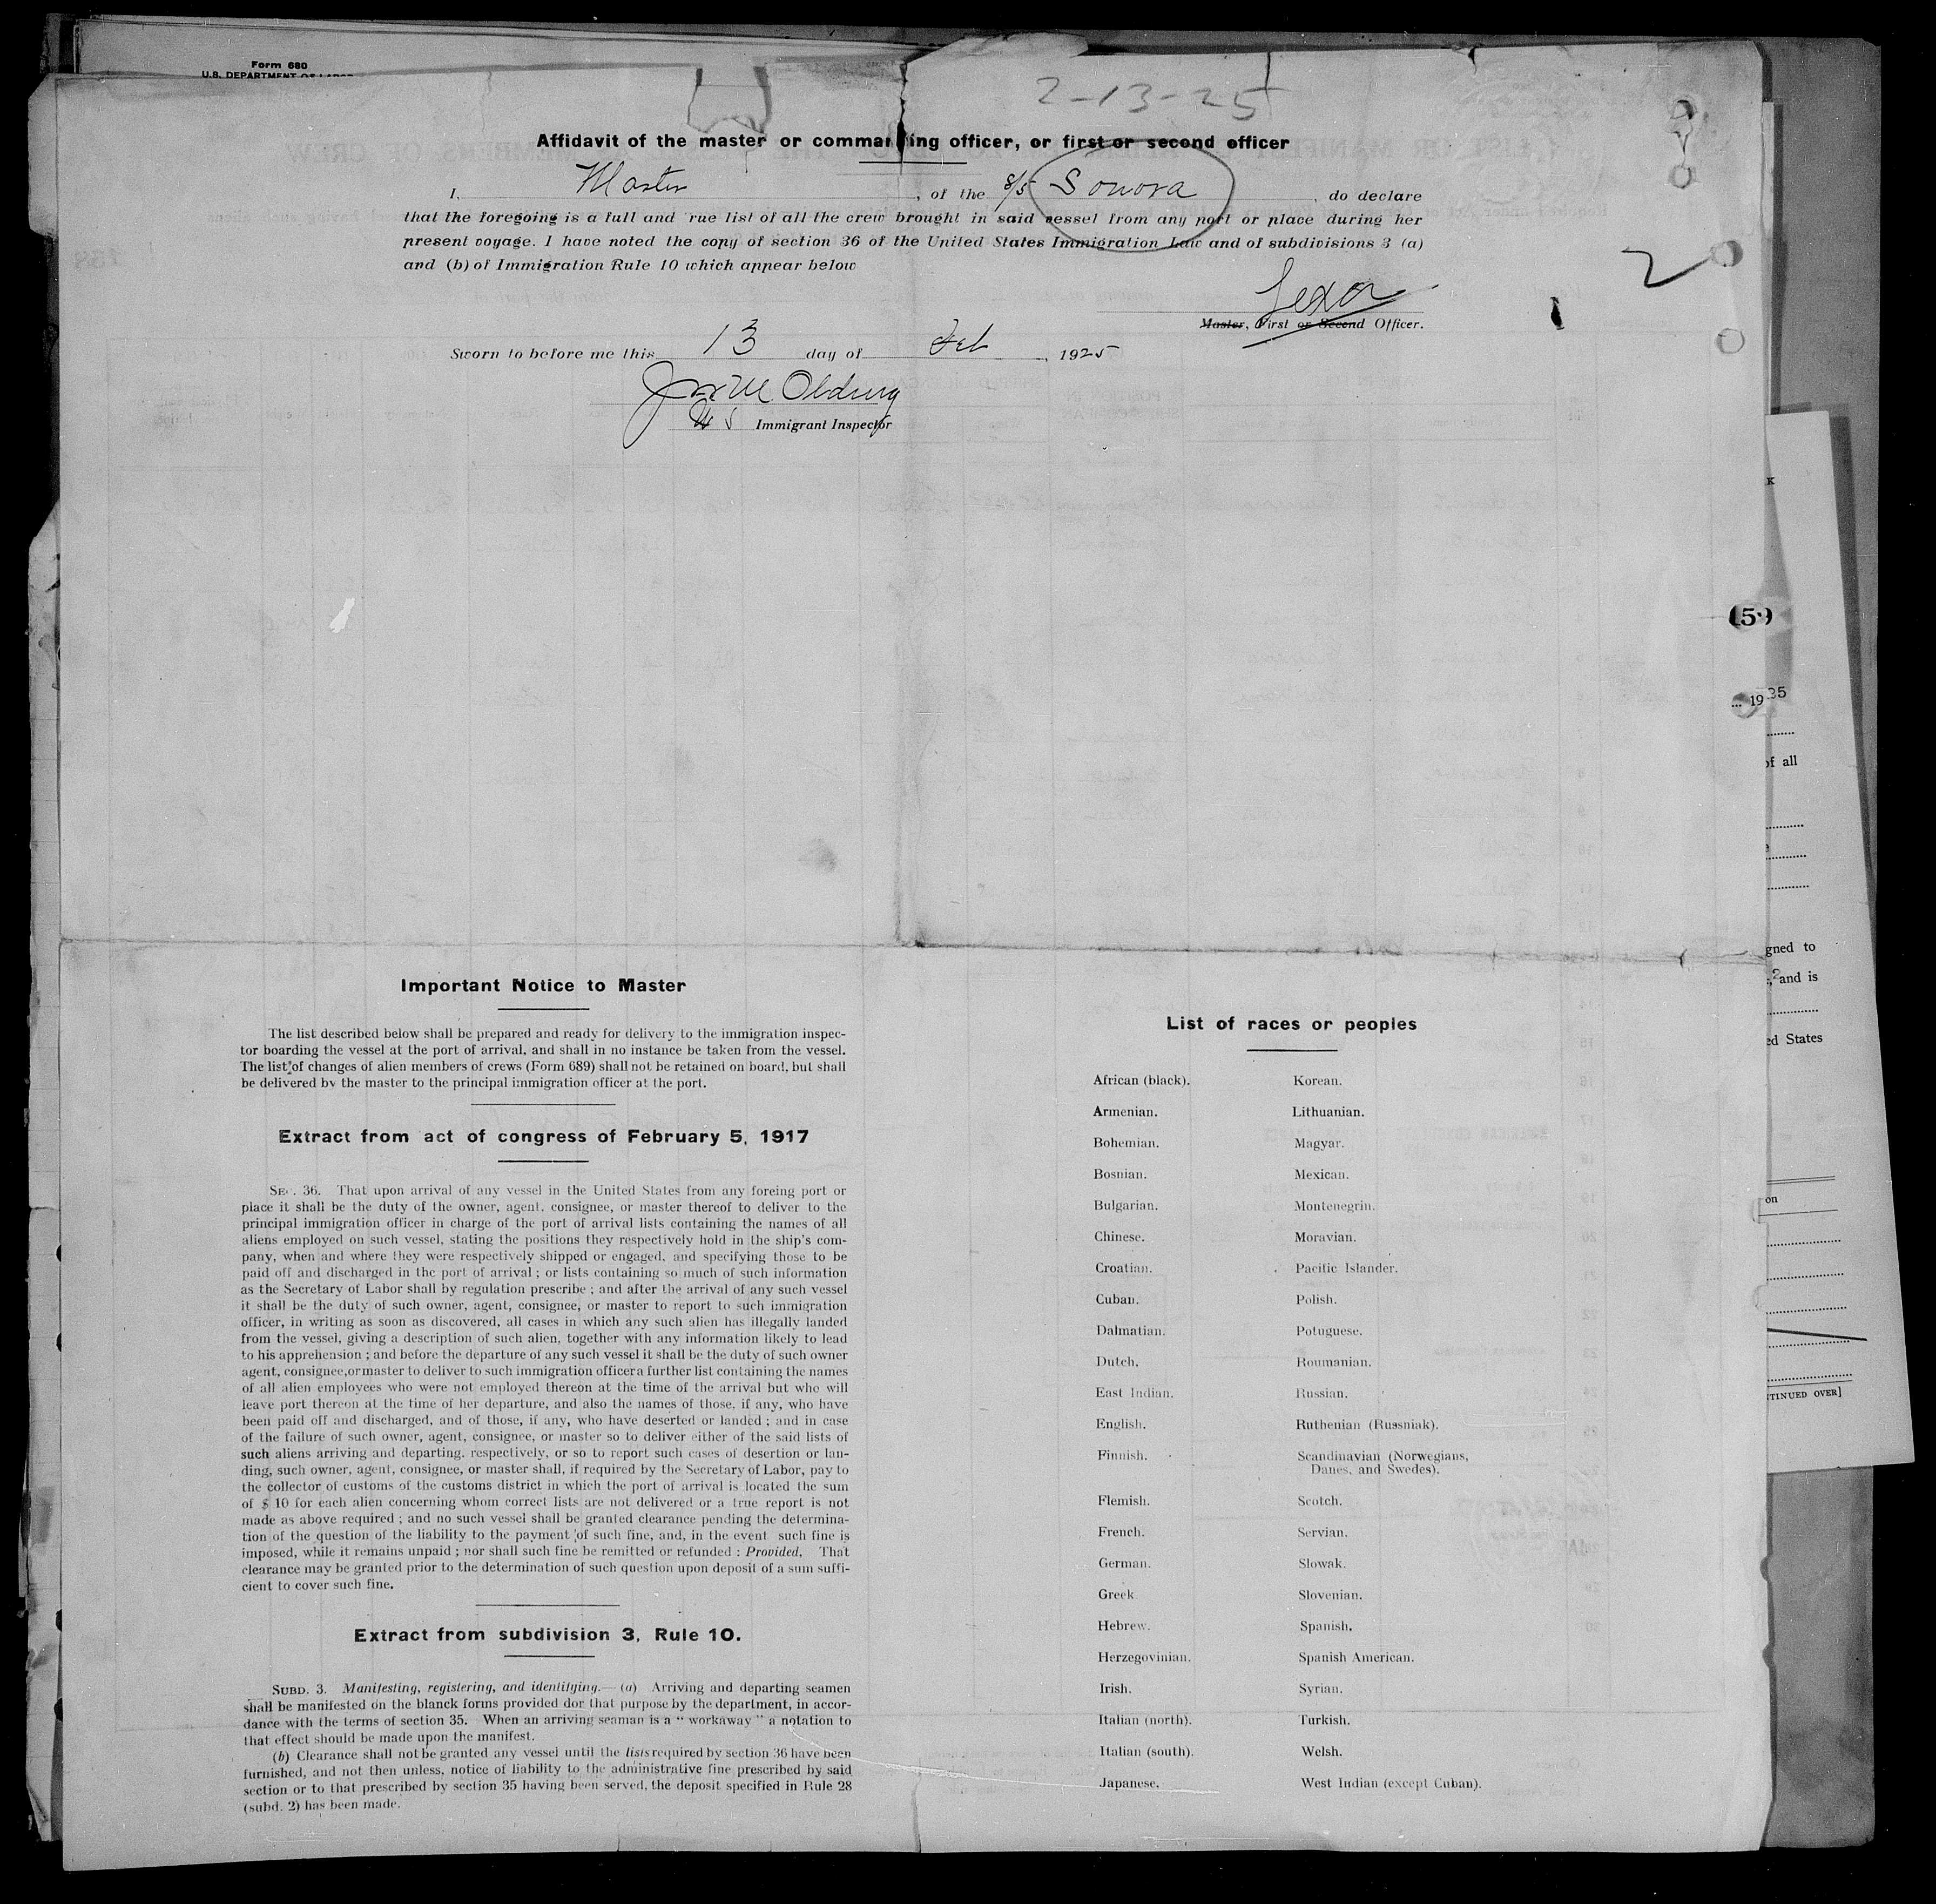 Form 680
U.S. DEPARTMENT OF LABOR
2-13-25
Affidavit of the master or commanding officer, or first or second officer
I, Master, of the S/S Sonora, do declare
that the foregoing is a full and rue list of all the crew brought in said vessel from any port or place during her
present voyage. I have noted the copy of section 36 of the United States Immigration Law and of subdivisions 3 (a)
and (b) of Immigration Rule 10 which appear below
2
Master, First or Second Officer.
Sworn to before me this 13 day of Feb, 1925
Immigrant Inspector
159
... 1935
of all
gned to
and is
ed States
on
TINUED OVER]
Important Notice to Master
The list described below shall be prepared and ready for delivery to the immigration inspec-
tor boarding the vessel at the port of arrival, and shall in no instance be taken from the vessel.
The list of changes of alien members of crews (Form 689) shall not be retained on board, but shall
be delivered by the master to the principal immigration officer at the port.
Extract from act of congress of February 5, 1917
SEC. 36. That upon arrival of any vessel in the United States from any foreing port or
place it shall be the duty of the owner, agent, consignee, or master thereof to deliver to the
principal immigration officer in charge of the port of arrival lists containing the names of all
aliens employed on such vessel, stating the positions they respectively hold in the ship's com-
pany, when and where they were respectively shipped or engaged, and specifying those to be
paid off and discharged in the port of arrival ; or lists containing so much of such information
as the Secretary of Labor shall by regulation prescribe ; and after the arrival of any such vessel
it shall be the duty of such owner, agent, consignee, or master to report to such immigration
officer, in writing as soon as discovered, all cases in which any such alien has illegally landed
from the vessel, giving a description of such alien, together with any information likely to lead
to his apprehension ; and before the departure of any such vessel it shall be the duty of such owner
agent, consignee,ormaster to deliver to such immigration officera further list containing the names
of all alien employees who were not employed thereon at the time of the arrival but who will
leave port thereon at the time of her departure, and also the names of those, if any, who have
been paid off and discharged, and of those, if any, who have deserted or landed ; and in case
of the failure of such owner, agent, consignee, or master so to deliver either of the said lists of
such aliens arriving and departing. respectively, or so to report such cases of desertion or lan-
ding, such owner, agent, consignee, or master shall, if required by the Secretary of Labor, pay to
the collector of customs of the customs district in which the port of arrival is located the sum
of $ 10 for each alien concerning whom correct lists are not delivered or a true report is not
made as above required ; and no such vessel shall be granted clearance pending the determina-
tion of the question of the liability to the payment of such fine, and, in the event such fine is
imposed, while it remains unpaid ; nor shall such fine be remitted or refunded : Provided, That
clearance may be granted prior to the determination of such question upon deposit of a sum suffi-
cient to cover such fine.
Extract from subdivision 3, Rule 10.
SUBD. 3. Manifesting, registering, and identifying.— (a) Arriving and departing seamen
shall be manifested on the blanck forms provided dor that purpose by the department, in accor-
dance with the terms of section 35. When an arriving seaman is a “ workaway ” a notation to
that effect should be made upon the manifest.
(b) Clearance shall not be granted any vessel until the lists required by section 36 have been
furnished, and not then unless, notice of liability to the administrative fine prescribed by said
section or to that prescribed by section 35 having been served, the deposit specified in Rule 28
(subd. 2) has been made.
List of races or peoples
African (black).
Armenian.
Bohemian.
Bosnian.
Bulgarian.
Chinese.
Croatian.
Cuban.
Dalmatian.
Dutch.
East Indian.
English.
Finnish.
Flemish.
French.
German.
Greek
Hebrew.
Herzegovinian.
Irish.
Italian (north).
Italian (south).
Japanese.
Korean.
Lithuanian.
Magyar.
Mexican.
Montenegrin.
Moravian.
Pacific Islander.
Polish.
Potuguese.
Roumanian.
Russian.
Ruthenian (Russniak).
Scandinavian (Norwegians,
Danes, and Swedes).
Scotch.
Servian.
Slowak.
Slovenian.
Spanish.
Spanish American.
Syrian.
Turkish.
Welsh.
West Indian (except Cuban).